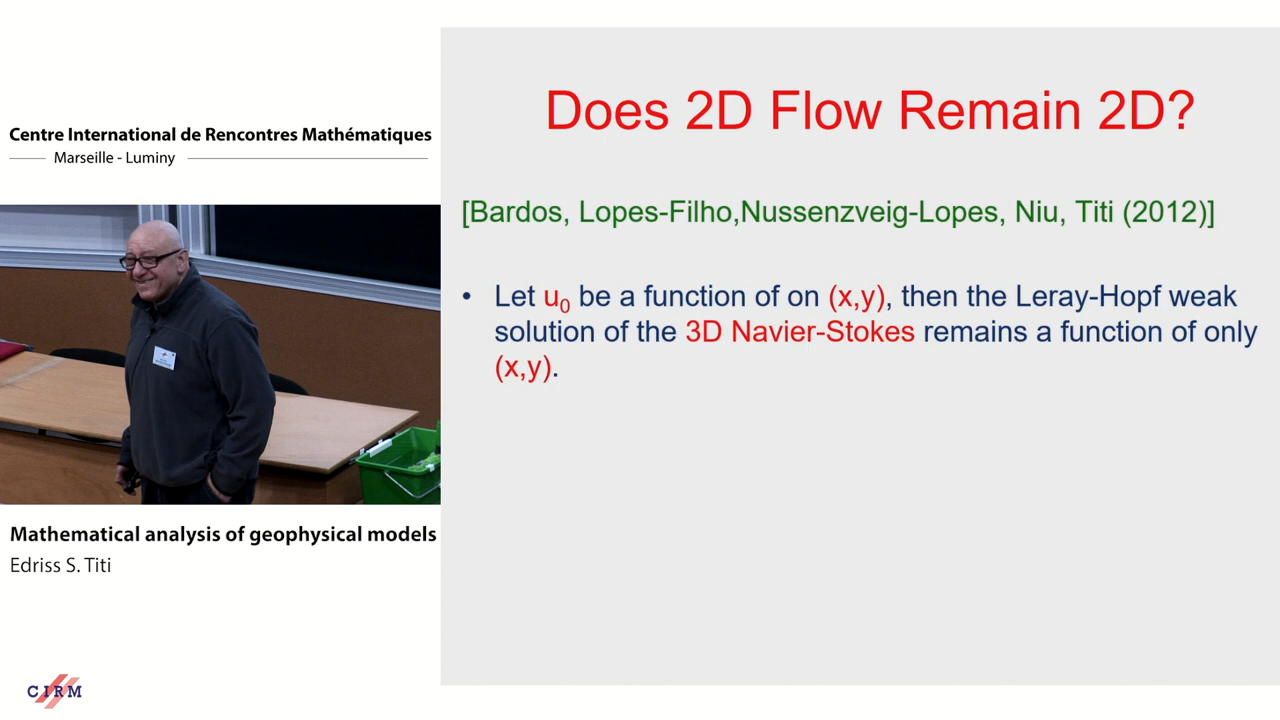 Centre International de Rencontres Mathématiques
Marseille - Luminy
Mathematical analysis of geophysical models
Edriss S. Titi
CIRM
Does 2D Flow Remain 2D?
[Bardos, Lopes-Filho,Nussenzveig-Lopes, Niu, Titi (2012)]
• Let u₀ be a function of on (x,y), then the Leray-Hopf weak
solution of the 3D Navier-Stokes remains a function of only
(x,y).